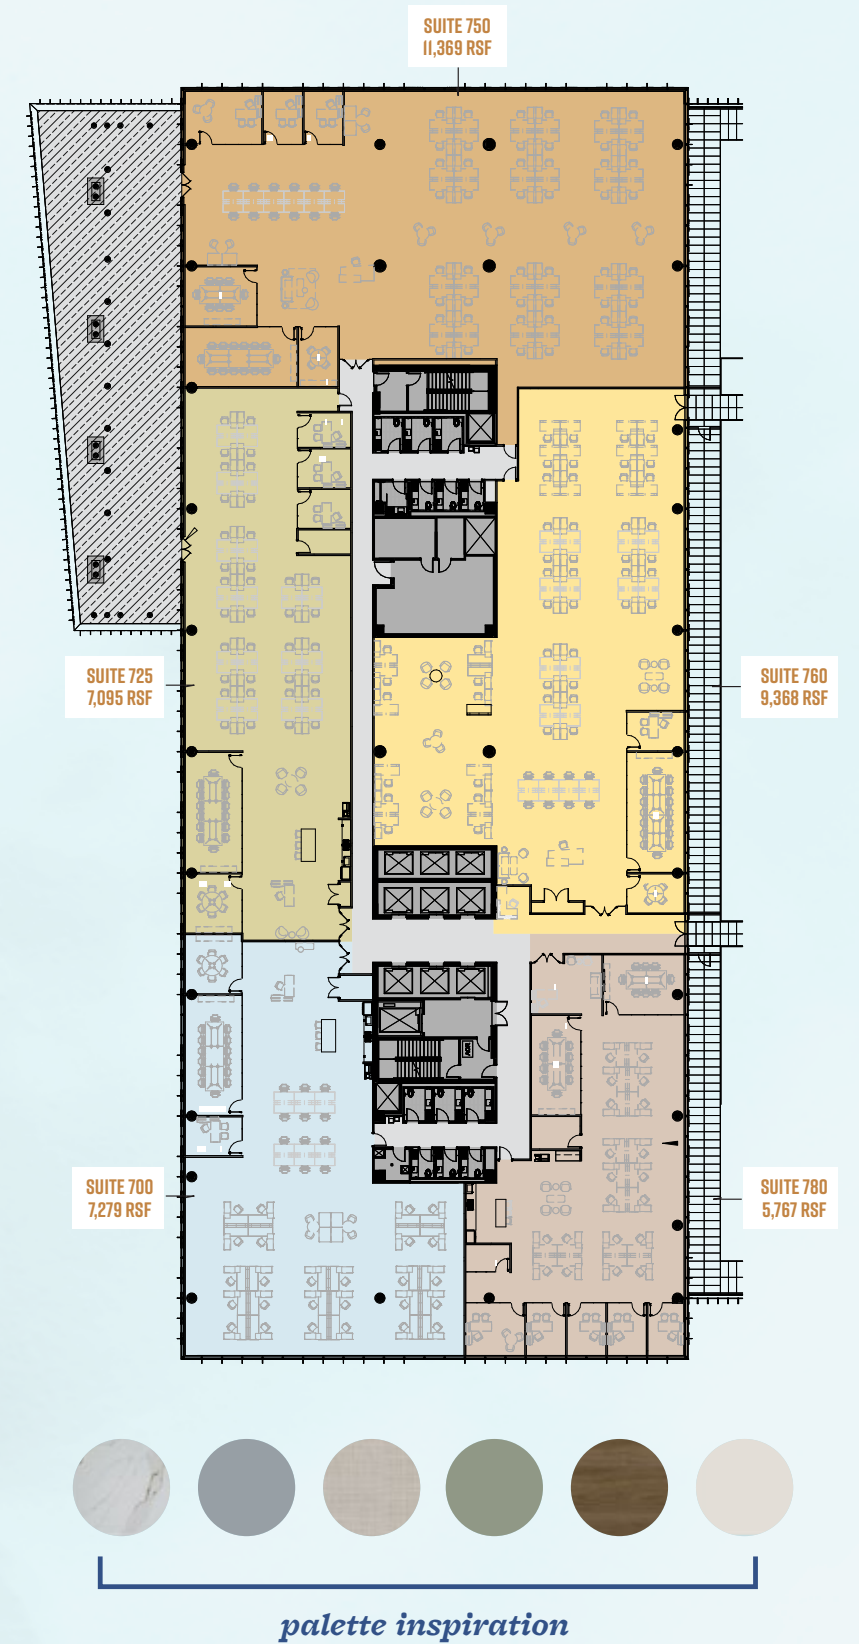 SUITE 750
11,369 RSF
SUITE 725
7,095 RSF
SUITE 760
9,368 RSF
SUITE 700
7,279 RSF
SUITE 780
5,767 RSF
palette inspiration